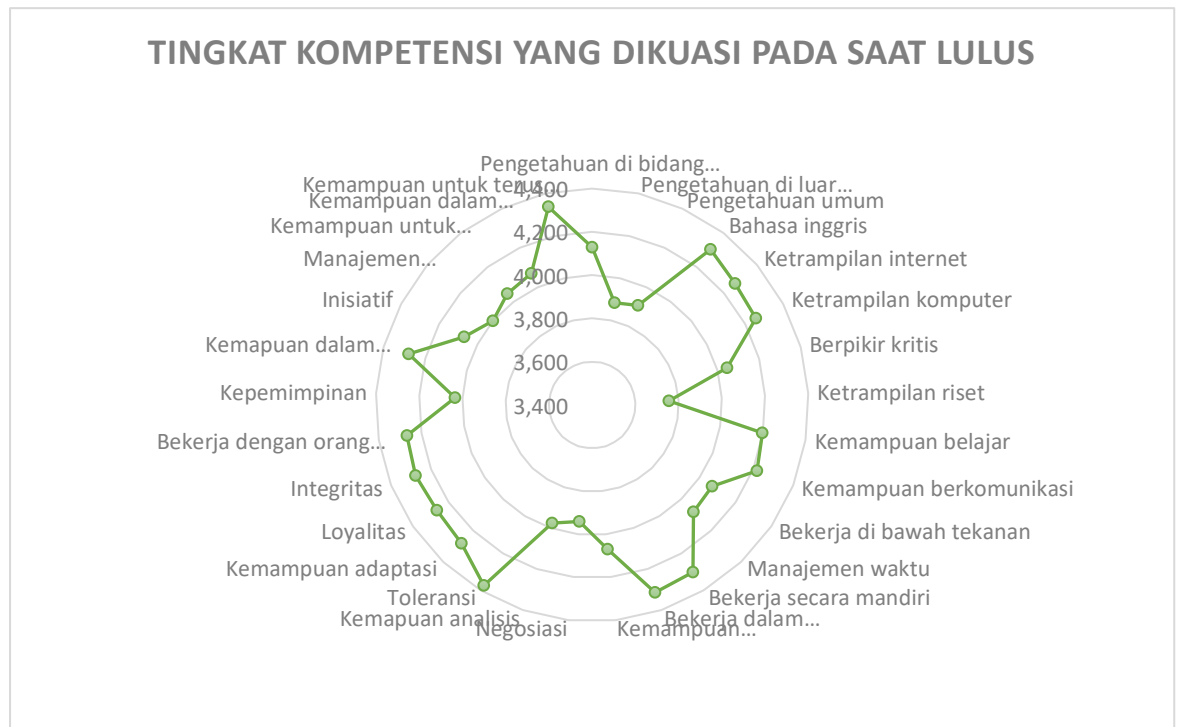 TINGKAT KOMPETENSI YANG DIKUASI PADA SAAT LULUS
Pengetahuan di bidang...
Pengetahuan di luar...
Pengetahuan umum
Bahasa inggris
Ketrampilan internet
Ketrampilan komputer
Berpikir kritis
Ketrampilan riset
Kemampuan belajar
Kemampuan berkomunikasi
Bekerja di bawah tekanan
Manajemen waktu
Bekerja secara mandiri
Bekerja dalam...
Kemampuan...
Negosiasi
Kemapuan analisis
Toleransi
Kemampuan adaptasi
Loyalitas
Integritas
Bekerja dengan orang...
Kepemimpinan
Kemapuan dalam...
Inisiatif
Manajemen...
Kemampuan untuk...
Kemampuan dalam...
Kemampuan untuk terus...
4,400
4,200
4,000
3,800
3,600
3,400